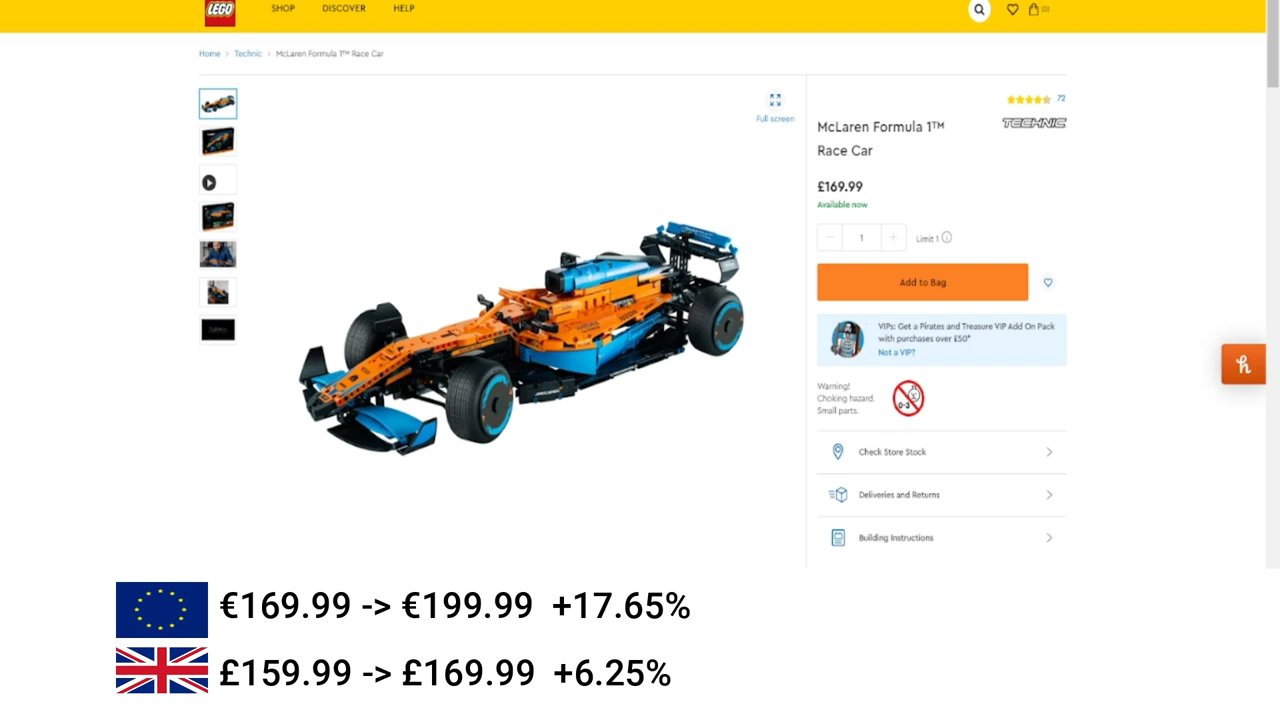 LEGO
SHOP DISCOVER HELP
Home > Technic > McLaren Formula 1™ Race Car
Full screen
72
TECHNIC
McLaren Formula 1™
Race Car
£169.99
Available now
1
Limit 1
Add to Bag
VIPs: Get a Pirates and Treasure VIP Add On Pack
with purchases over £50*
Not a VIP?
Warning!
Choking hazard.
Small parts.
0-3
Check Store Stock
Deliveries and Returns
Building Instructions
€169.99 -> €199.99 +17.65%
£159.99 -> £169.99 +6.25%